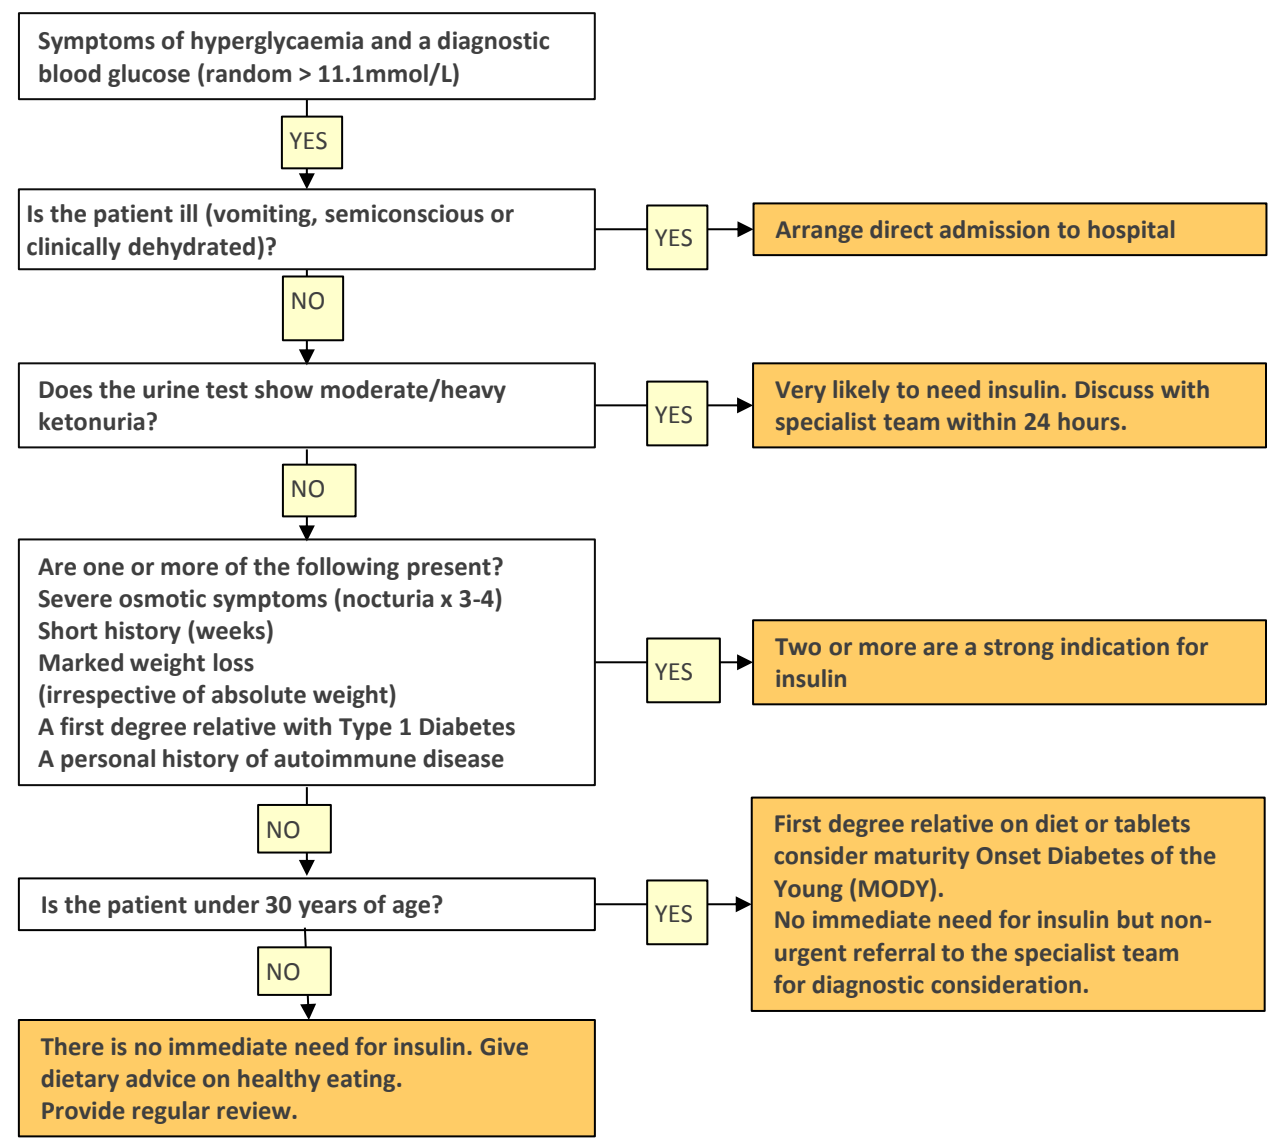 Symptoms of hyperglycaemia and a diagnostic
blood glucose (random > 11.1mmol/L)
YES
Is the patient ill (vomiting, semiconscious or
clinically dehydrated)?
YES
Arrange direct admission to hospital
NO
Does the urine test show moderate/heavy
ketonuria?
YES
Very likely to need insulin. Discuss with
specialist team within 24 hours.
NO
Are one or more of the following present?
Severe osmotic symptoms (nocturia x 3-4)
Short history (weeks)
Marked weight loss
(irrespective of absolute weight)
A first degree relative with Type 1 Diabetes
A personal history of autoimmune disease
YES
Two or more are a strong indication for
insulin
NO
Is the patient under 30 years of age?
YES
First degree relative on diet or tablets
consider maturity Onset Diabetes of the
Young (MODY).
No immediate need for insulin but non-
urgent referral to the specialist team
for diagnostic consideration.
NO
There is no immediate need for insulin. Give
dietary advice on healthy eating.
Provide regular review.